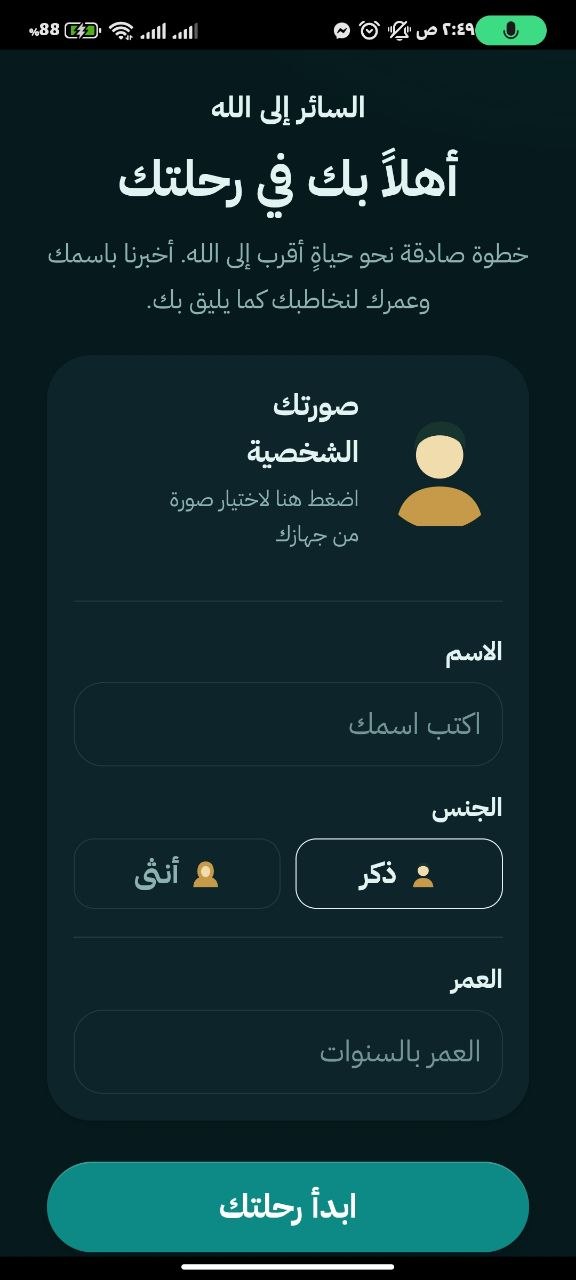 %88
٢:٤٩ ص
السائر إلى الله
أهلاً بك في رحلتك
خطوة صادقة نحو حياةٍ أقرب إلى الله. أخبرنا باسمك
وعمرك لنخاطبك كما يليق بك.
صورتك
الشخصية
اضغط هنا لاختيار صورة
من جهازك
الاسم
اكتب اسمك
الجنس
ذكر
أنثى
العمر
العمر بالسنوات
ابدأ رحلتك